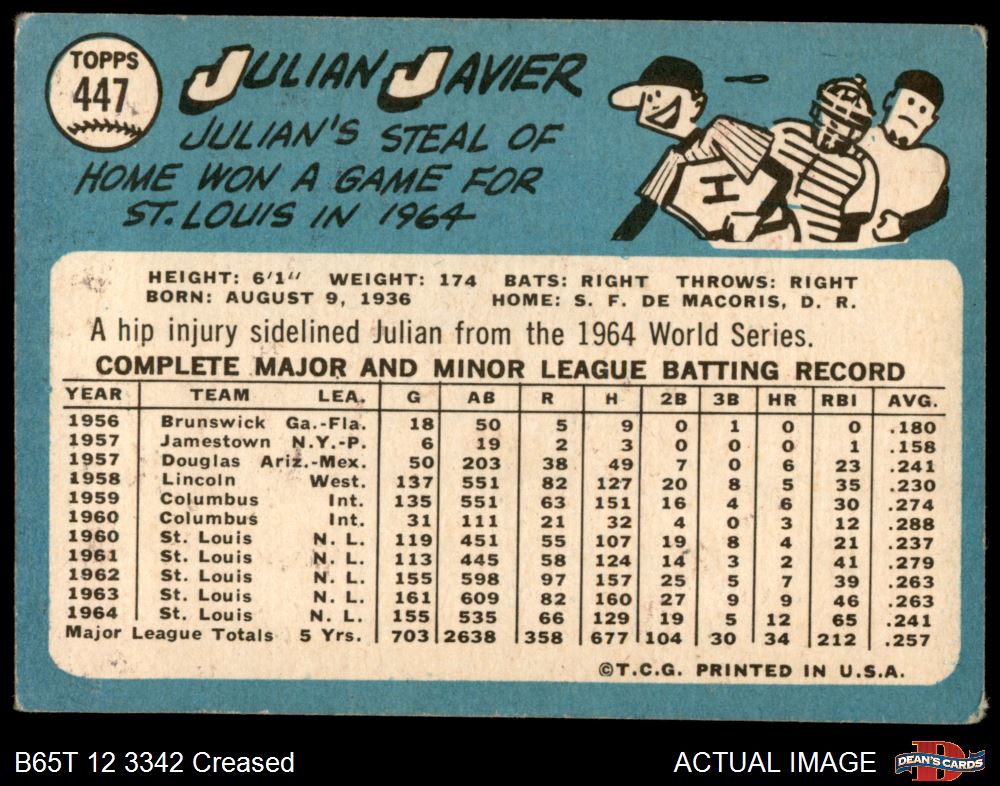 TOPPS
447
JULIAN JAVIER
JULIAN'S STEAL OF
HOME WON A GAME FOR
ST. LOUIS IN 1964
H
HEIGHT: 6'1" WEIGHT: 174 BATS: RIGHT THROWS: RIGHT
BORN: AUGUST 9, 1936 HOME: S. F. DE MACORIS, D. R.
A hip injury sidelined Julian from the 1964 World Series.
COMPLETE MAJOR AND MINOR LEAGUE BATTING RECORD
YEAR TEAM LEA. G AB R H 2B 3B HR RBI AVG.
1956 Brunswick Ga.-Fla. 18 50 5 9 0 1 0 0 .180
1957 Jamestown N.Y.-P. 6 19 2 3 0 0 0 1 .158
1957 Douglas Ariz.-Mex. 50 203 38 49 7 0 6 23 .241
1958 Lincoln West. 137 551 82 127 20 8 5 35 .230
1959 Columbus Int. 135 551 63 151 16 4 6 30 .274
1960 Columbus Int. 31 111 21 32 4 0 3 12 .288
1960 St. Louis N. L. 119 451 55 107 19 8 4 21 .237
1961 St. Louis N. L. 113 445 58 124 14 3 2 41 .279
1962 St. Louis N. L. 155 598 97 157 25 5 7 39 .263
1963 St. Louis N. L. 161 609 82 160 27 9 9 46 .263
1964 St. Louis N. L. 155 535 66 129 19 5 12 65 .241
Major League Totals 5 Yrs. 703 2638 358 677 104 30 34 212 .257
©T.C.G. PRINTED IN U.S.A.
B65T 12 3342 Creased ACTUAL IMAGE
D
DEAN'S CARDS